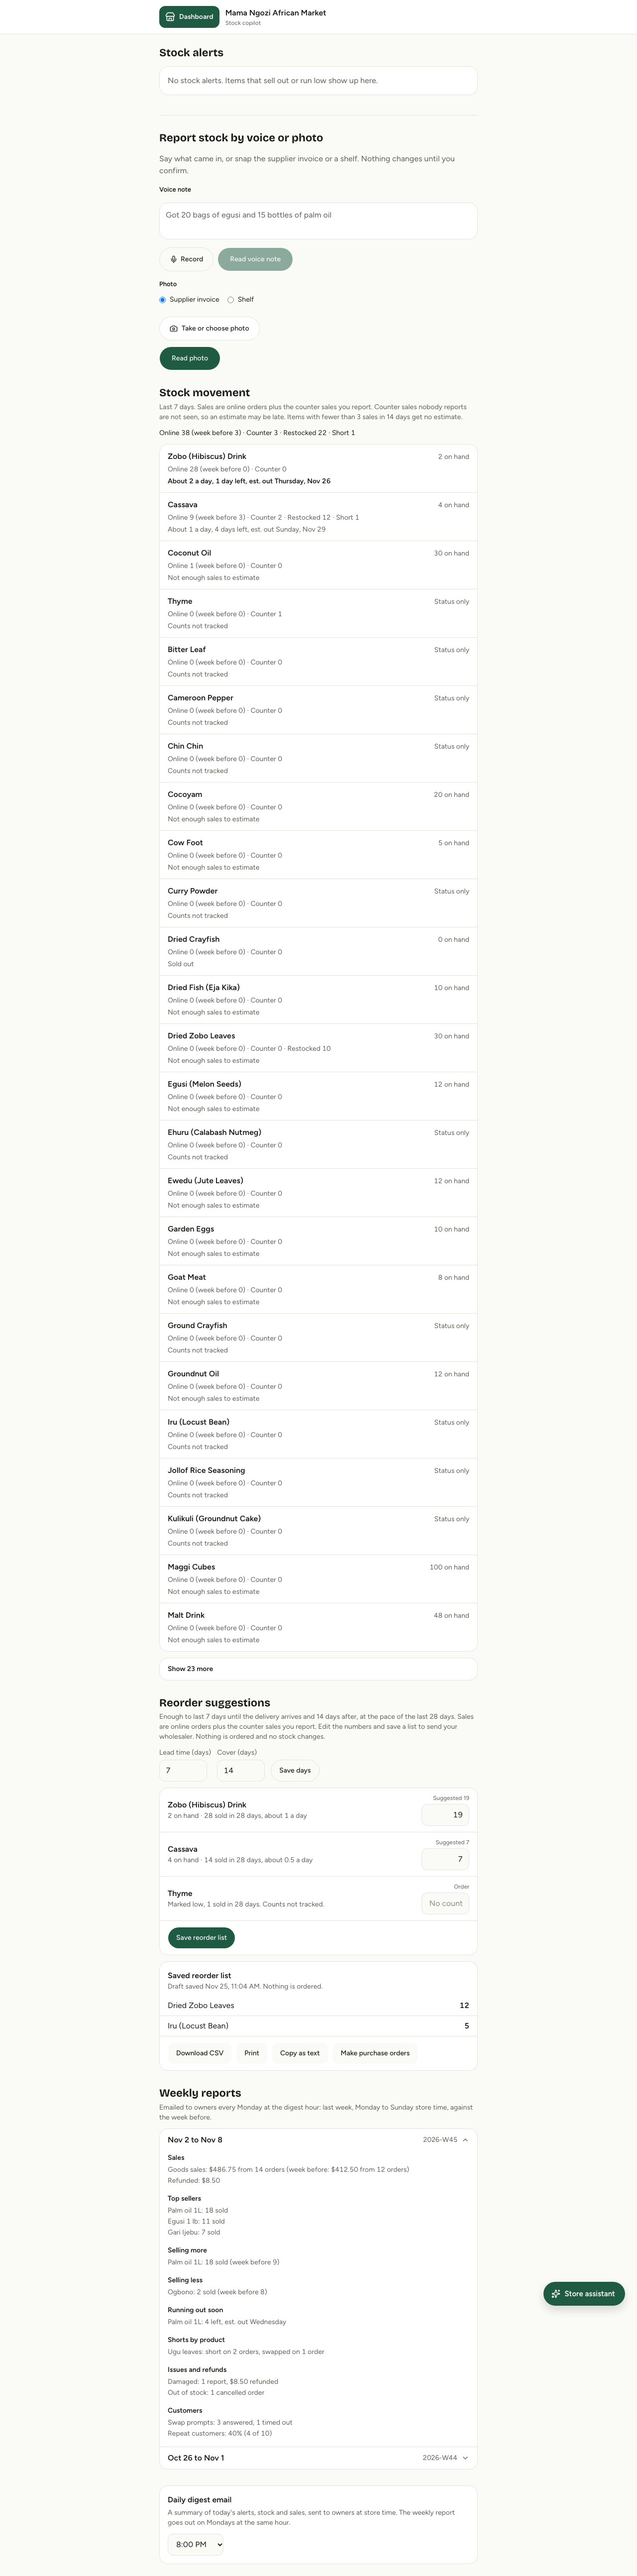 Dashboard
Mama Ngozi African Market
Stock copilot
Stock alerts
No stock alerts. Items that sell out or run low show up here.
Report stock by voice or photo
Say what came in, or snap the supplier invoice or a shelf. Nothing changes until you
confirm.
Voice note
Got 20 bags of egusi and 15 bottles of palm oil
Record
Read voice note
Photo
Supplier invoice
Shelf
Take or choose photo
Read photo
Stock movement
Last 7 days. Sales are online orders plus the counter sales you report. Counter sales nobody reports
are not seen, so an estimate may be late. Items with fewer than 3 sales in 14 days get no estimate.
Online 38 (week before 3) · Counter 3 · Restocked 22 · Short 1
Zobo (Hibiscus) Drink
2 on hand
Online 28 (week before 0) · Counter 0
About 2 a day, 1 day left, est. out Thursday, Nov 26
Cassava
4 on hand
Online 9 (week before 3) · Counter 2 · Restocked 12 · Short 1
About 1 a day, 4 days left, est. out Sunday, Nov 29
Coconut Oil
30 on hand
Online 1 (week before 0) · Counter 0
Not enough sales to estimate
Thyme
Status only
Online 0 (week before 0) · Counter 1
Counts not tracked
Bitter Leaf
Status only
Online 0 (week before 0) · Counter 0
Counts not tracked
Cameroon Pepper
Status only
Online 0 (week before 0) · Counter 0
Counts not tracked
Chin Chin
Status only
Online 0 (week before 0) · Counter 0
Counts not tracked
Cocoyam
20 on hand
Online 0 (week before 0) · Counter 0
Not enough sales to estimate
Cow Foot
5 on hand
Online 0 (week before 0) · Counter 0
Not enough sales to estimate
Curry Powder
Status only
Online 0 (week before 0) · Counter 0
Counts not tracked
Dried Crayfish
0 on hand
Online 0 (week before 0) · Counter 0
Sold out
Dried Fish (Eja Kika)
10 on hand
Online 0 (week before 0) · Counter 0
Not enough sales to estimate
Dried Zobo Leaves
30 on hand
Online 0 (week before 0) · Counter 0 · Restocked 10
Not enough sales to estimate
Egusi (Melon Seeds)
12 on hand
Online 0 (week before 0) · Counter 0
Not enough sales to estimate
Ehuru (Calabash Nutmeg)
Status only
Online 0 (week before 0) · Counter 0
Counts not tracked
Ewedu (Jute Leaves)
12 on hand
Online 0 (week before 0) · Counter 0
Not enough sales to estimate
Garden Eggs
10 on hand
Online 0 (week before 0) · Counter 0
Not enough sales to estimate
Goat Meat
8 on hand
Online 0 (week before 0) · Counter 0
Not enough sales to estimate
Ground Crayfish
Status only
Online 0 (week before 0) · Counter 0
Counts not tracked
Groundnut Oil
12 on hand
Online 0 (week before 0) · Counter 0
Not enough sales to estimate
Iru (Locust Bean)
Status only
Online 0 (week before 0) · Counter 0
Counts not tracked
Jollof Rice Seasoning
Status only
Online 0 (week before 0) · Counter 0
Counts not tracked
Kulikuli (Groundnut Cake)
Status only
Online 0 (week before 0) · Counter 0
Counts not tracked
Maggi Cubes
100 on hand
Online 0 (week before 0) · Counter 0
Not enough sales to estimate
Malt Drink
48 on hand
Online 0 (week before 0) · Counter 0
Not enough sales to estimate
Show 23 more
Reorder suggestions
Enough to last 7 days until the delivery arrives and 14 days after, at the pace of the last 28 days. Sales
are online orders plus the counter sales you report. Edit the numbers and save a list to send your
wholesaler. Nothing is ordered and no stock changes.
Lead time (days)
Cover (days)
7
14
Save days
Zobo (Hibiscus) Drink
2 on hand · 28 sold in 28 days, about 1 a day
Suggested 19
19
Cassava
4 on hand · 14 sold in 28 days, about 0.5 a day
Suggested 7
7
Thyme
Marked low, 1 sold in 28 days. Counts not tracked.
Order
No count
Save reorder list
Saved reorder list
Draft saved Nov 25, 11:04 AM. Nothing is ordered.
Dried Zobo Leaves
12
Iru (Locust Bean)
5
Download CSV
Print
Copy as text
Make purchase orders
Weekly reports
Emailed to owners every Monday at the digest hour: last week, Monday to Sunday store time, against
the week before.
Nov 2 to Nov 8
2026-W45
Sales
Goods sales: $486.75 from 14 orders (week before: $412.50 from 12 orders)
Refunded: $8.50
Top sellers
Palm oil 1L: 18 sold
Egusi 1 lb: 11 sold
Gari Ijebu: 7 sold
Selling more
Palm oil 1L: 18 sold (week before 9)
Selling less
Ogbono: 2 sold (week before 8)
Running out soon
Palm oil 1L: 4 left, est. out Wednesday
Shorts by product
Ugu leaves: short on 2 orders, swapped on 1 order
Issues and refunds
Damaged: 1 report, $8.50 refunded
Out of stock: 1 cancelled order
Customers
Swap prompts: 3 answered, 1 timed out
Repeat customers: 40% (4 of 10)
Oct 26 to Nov 1
2026-W44
Store assistant
Daily digest email
A summary of today's alerts, stock and sales, sent to owners at store time. The weekly report
goes out on Mondays at the same hour.
8:00 PM